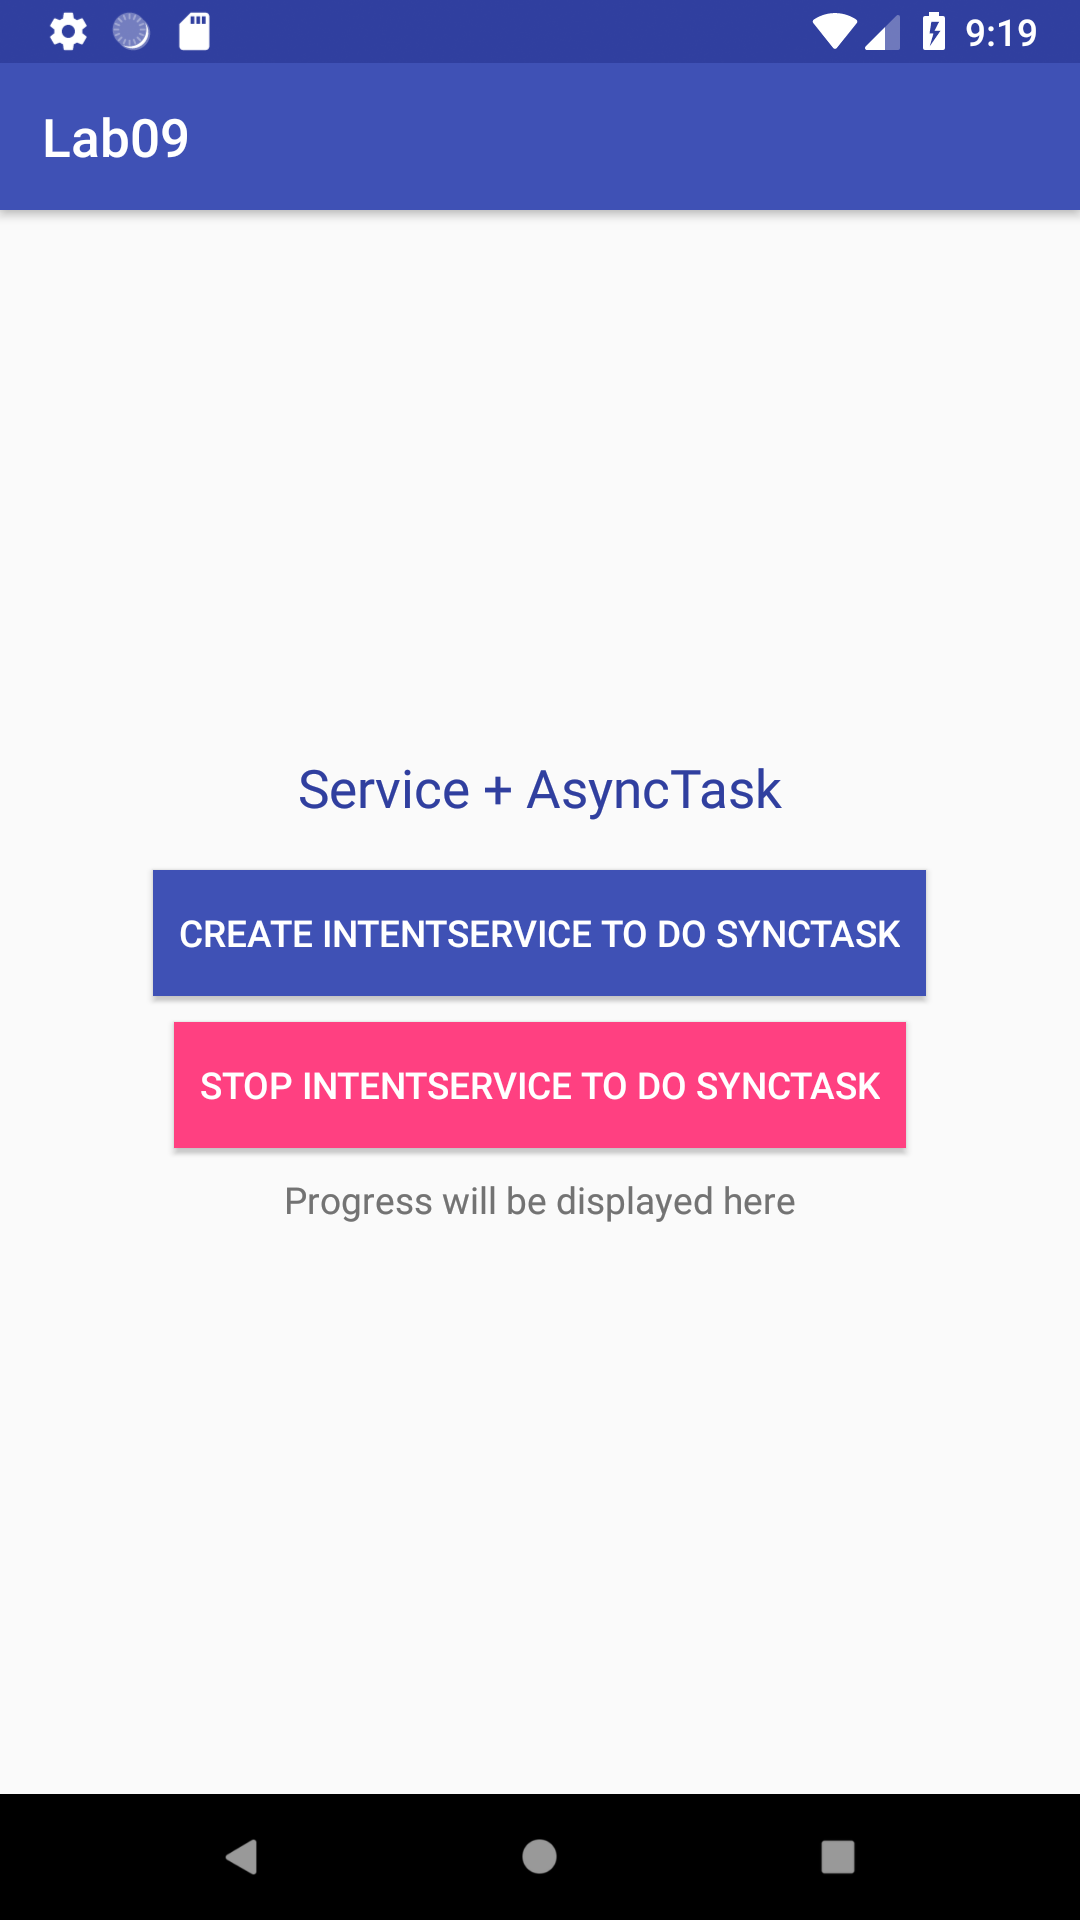 9:19
Lab09
Service + AsyncTask
CREATE INTENTSERVICE TO DO SYNCTASK
STOP INTENTSERVICE TO DO SYNCTASK
Progress will be displayed here